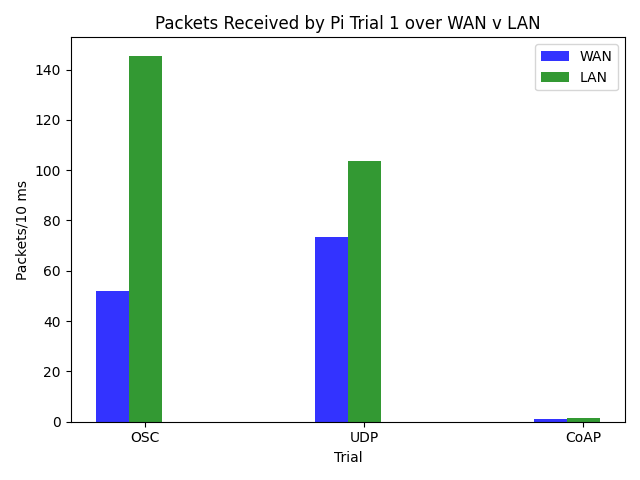 Packets Received by Pi Trial 1 over WAN v LAN
WAN
LAN
Packets/10 ms
140
120
100
80
60
40
20
0
OSC
UDP
CoAP
Trial